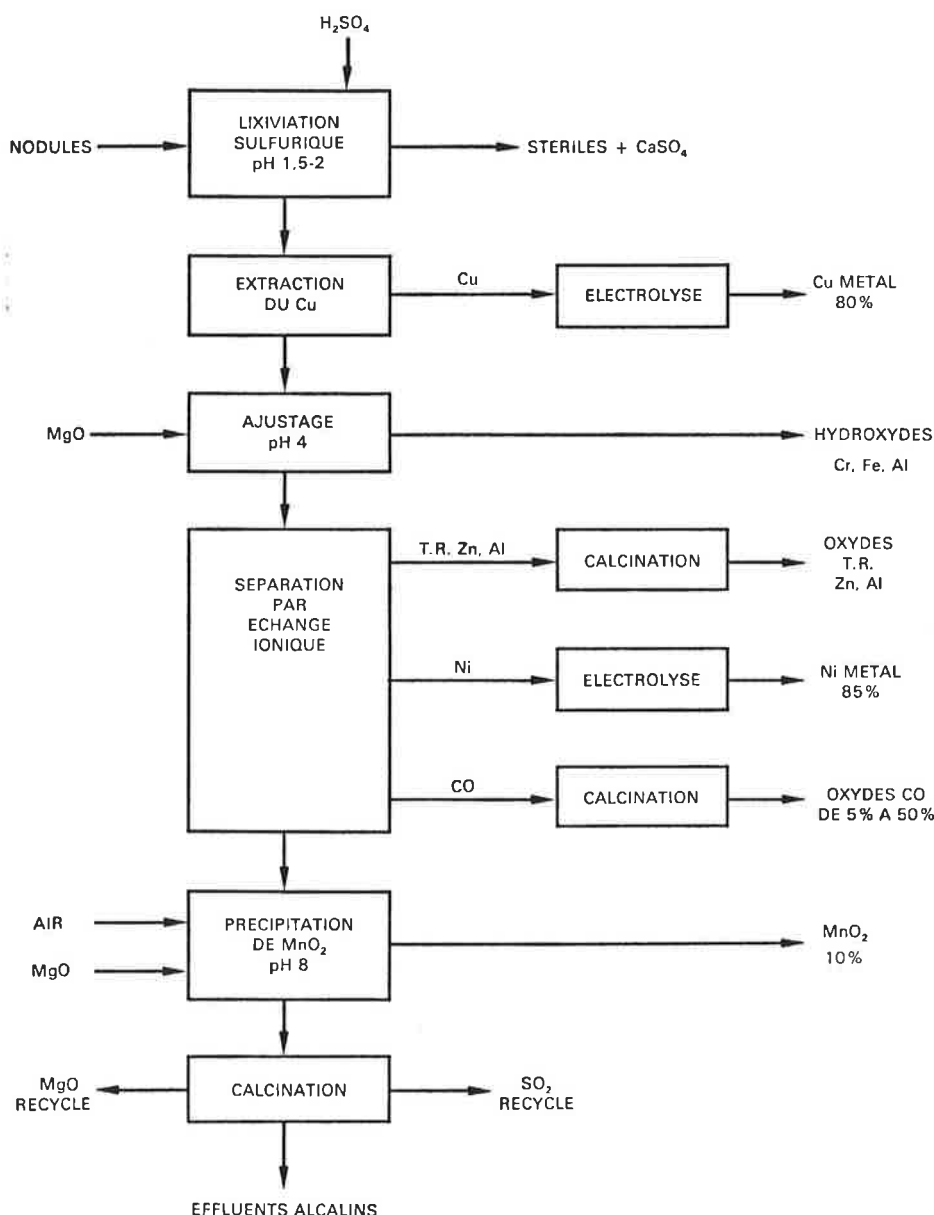 H₂SO₄
NODULES
LIXIVIATION
SULFURIQUE
pH 1,5-2
STERILES + CaSO₄
EXTRACTION
DU Cu
Cu
ELECTROLYSE
Cu METAL
80%
MgO
AJUSTAGE
pH 4
HYDROXYDES
Cr, Fe, Al
SEPARATION
PAR
ECHANGE
IONIQUE
T.R. Zn, Al
CALCINATION
OXYDES
T.R.
Zn, Al
Ni
ELECTROLYSE
Ni METAL
85%
CO
CALCINATION
OXYDES CO
DE 5% A 50%
AIR
MgO
PRECIPITATION
DE MnO₂
pH 8
MnO₂
10%
MgO
RECYCLE
CALCINATION
SO₂
RECYCLE
EFFLUENTS ALCALINS